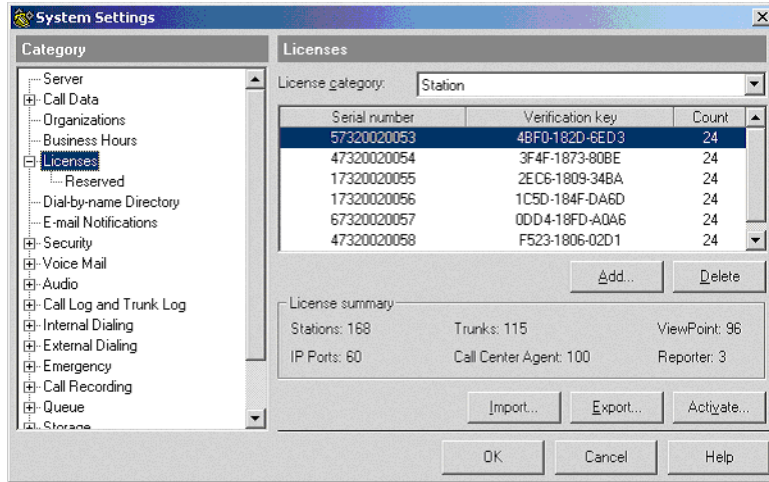 System Settings
Category
Server
Call Data
Organizations
Business Hours
Licenses
Reserved
Dial-by-name Directory
E-mail Notifications
Security
Voice Mail
Audio
Call Log and Trunk Log
Internal Dialing
External Dialing
Emergency
Call Recording
Queue
Storage
Licenses
License category: Station
Serial number Verification key Count
57320020053 4BF0-182D-6ED3 24
47320020054 3F4F-1873-80BE 24
17320020055 2EC6-1809-34BA 24
17320020056 1C5D-184F-DA6D 24
67320020057 0DD4-18FD-A0A6 24
47320020058 F523-1806-02D1 24
Add... Delete
License summary
Stations: 168 Trunks: 115 ViewPoint: 96
IP Ports: 60 Call Center Agent: 100 Reporter: 3
Import... Export... Activate...
OK Cancel Help